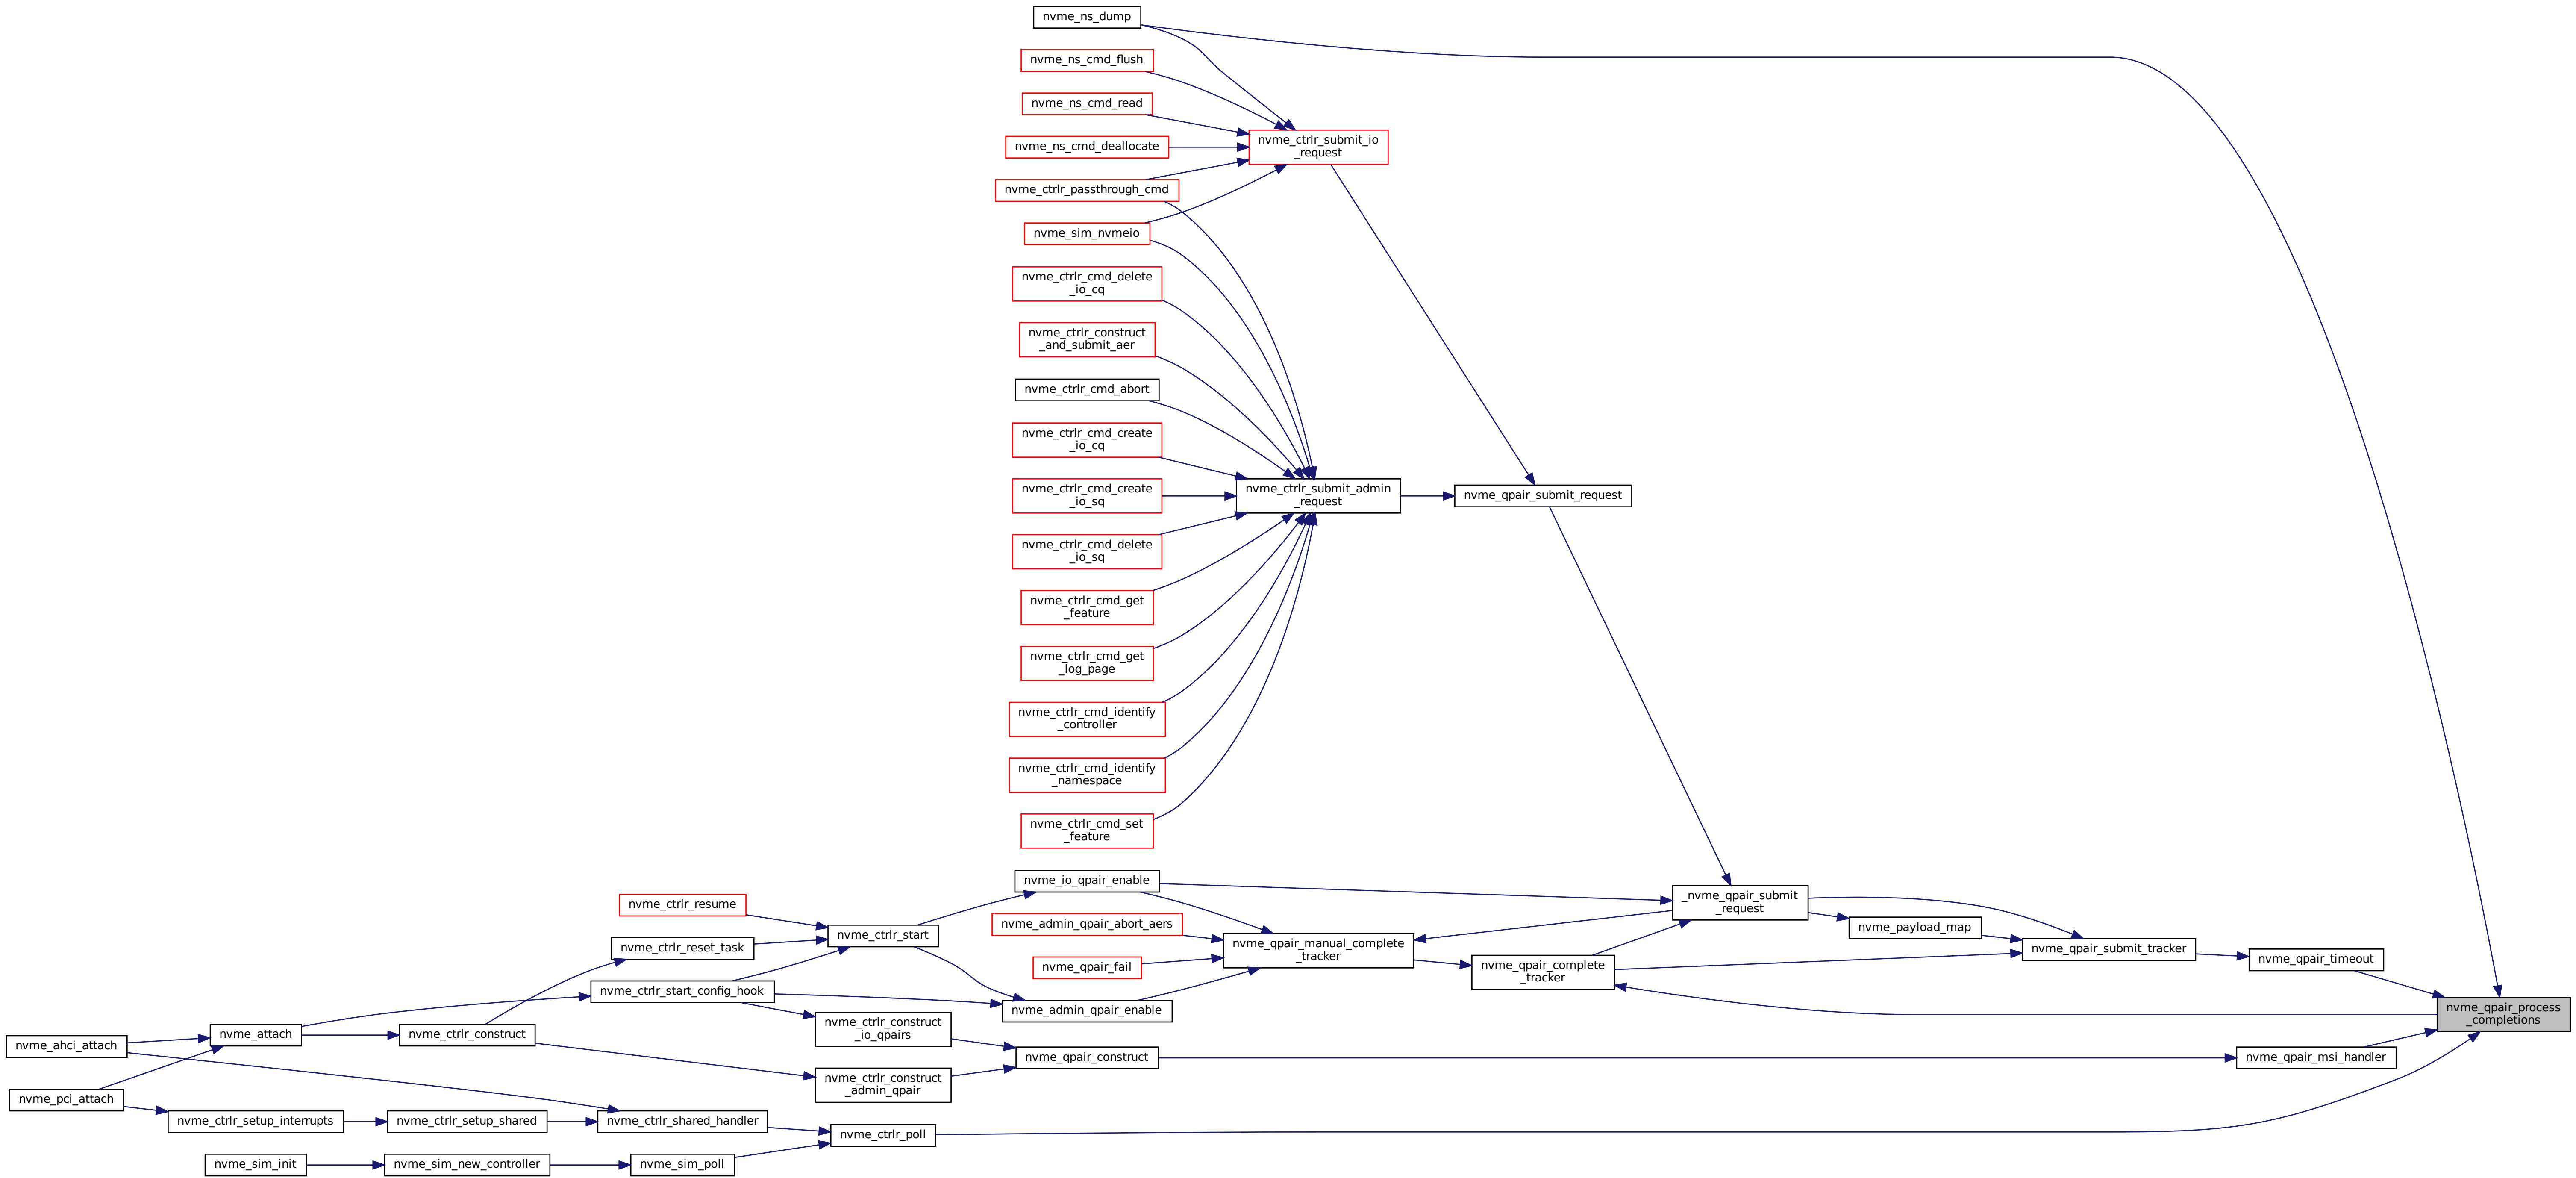 nvme_ns_dump
nvme_ns_cmd_flush
nvme_ns_cmd_read
nvme_ns_cmd_deallocate
nvme_ctrlr_passthrough_cmd
nvme_sim_nvmeio
nvme_ctrlr_cmd_delete
_io_cq
nvme_ctrlr_construct
_and_submit_aer
nvme_ctrlr_cmd_abort
nvme_ctrlr_cmd_create
_io_cq
nvme_ctrlr_cmd_create
_io_sq
nvme_ctrlr_cmd_delete
_io_sq
nvme_ctrlr_cmd_get
_feature
nvme_ctrlr_cmd_get
_log_page
nvme_ctrlr_cmd_identify
_controller
nvme_ctrlr_cmd_identify
_namespace
nvme_ctrlr_cmd_set
_feature
nvme_ctrlr_submit_io
_request
nvme_ctrlr_submit_admin
_request
nvme_qpair_submit_request
nvme_io_qpair_enable
nvme_admin_qpair_abort_aers
nvme_qpair_fail
nvme_admin_qpair_enable
nvme_qpair_construct
nvme_ctrlr_resume
nvme_ctrlr_reset_task
nvme_ctrlr_start_config_hook
nvme_ctrlr_start
nvme_ctrlr_construct
_io_qpairs
nvme_ctrlr_construct
_admin_qpair
nvme_ahci_attach
nvme_pci_attach
nvme_attach
nvme_ctrlr_construct
nvme_ctrlr_setup_interrupts
nvme_ctrlr_setup_shared
nvme_ctrlr_shared_handler
nvme_ctrlr_poll
nvme_sim_init
nvme_sim_new_controller
nvme_sim_poll
nvme_qpair_manual_complete
_tracker
nvme_qpair_complete
_tracker
_nvme_qpair_submit
_request
nvme_payload_map
nvme_qpair_submit_tracker
nvme_qpair_timeout
nvme_qpair_msi_handler
nvme_qpair_process
_completions